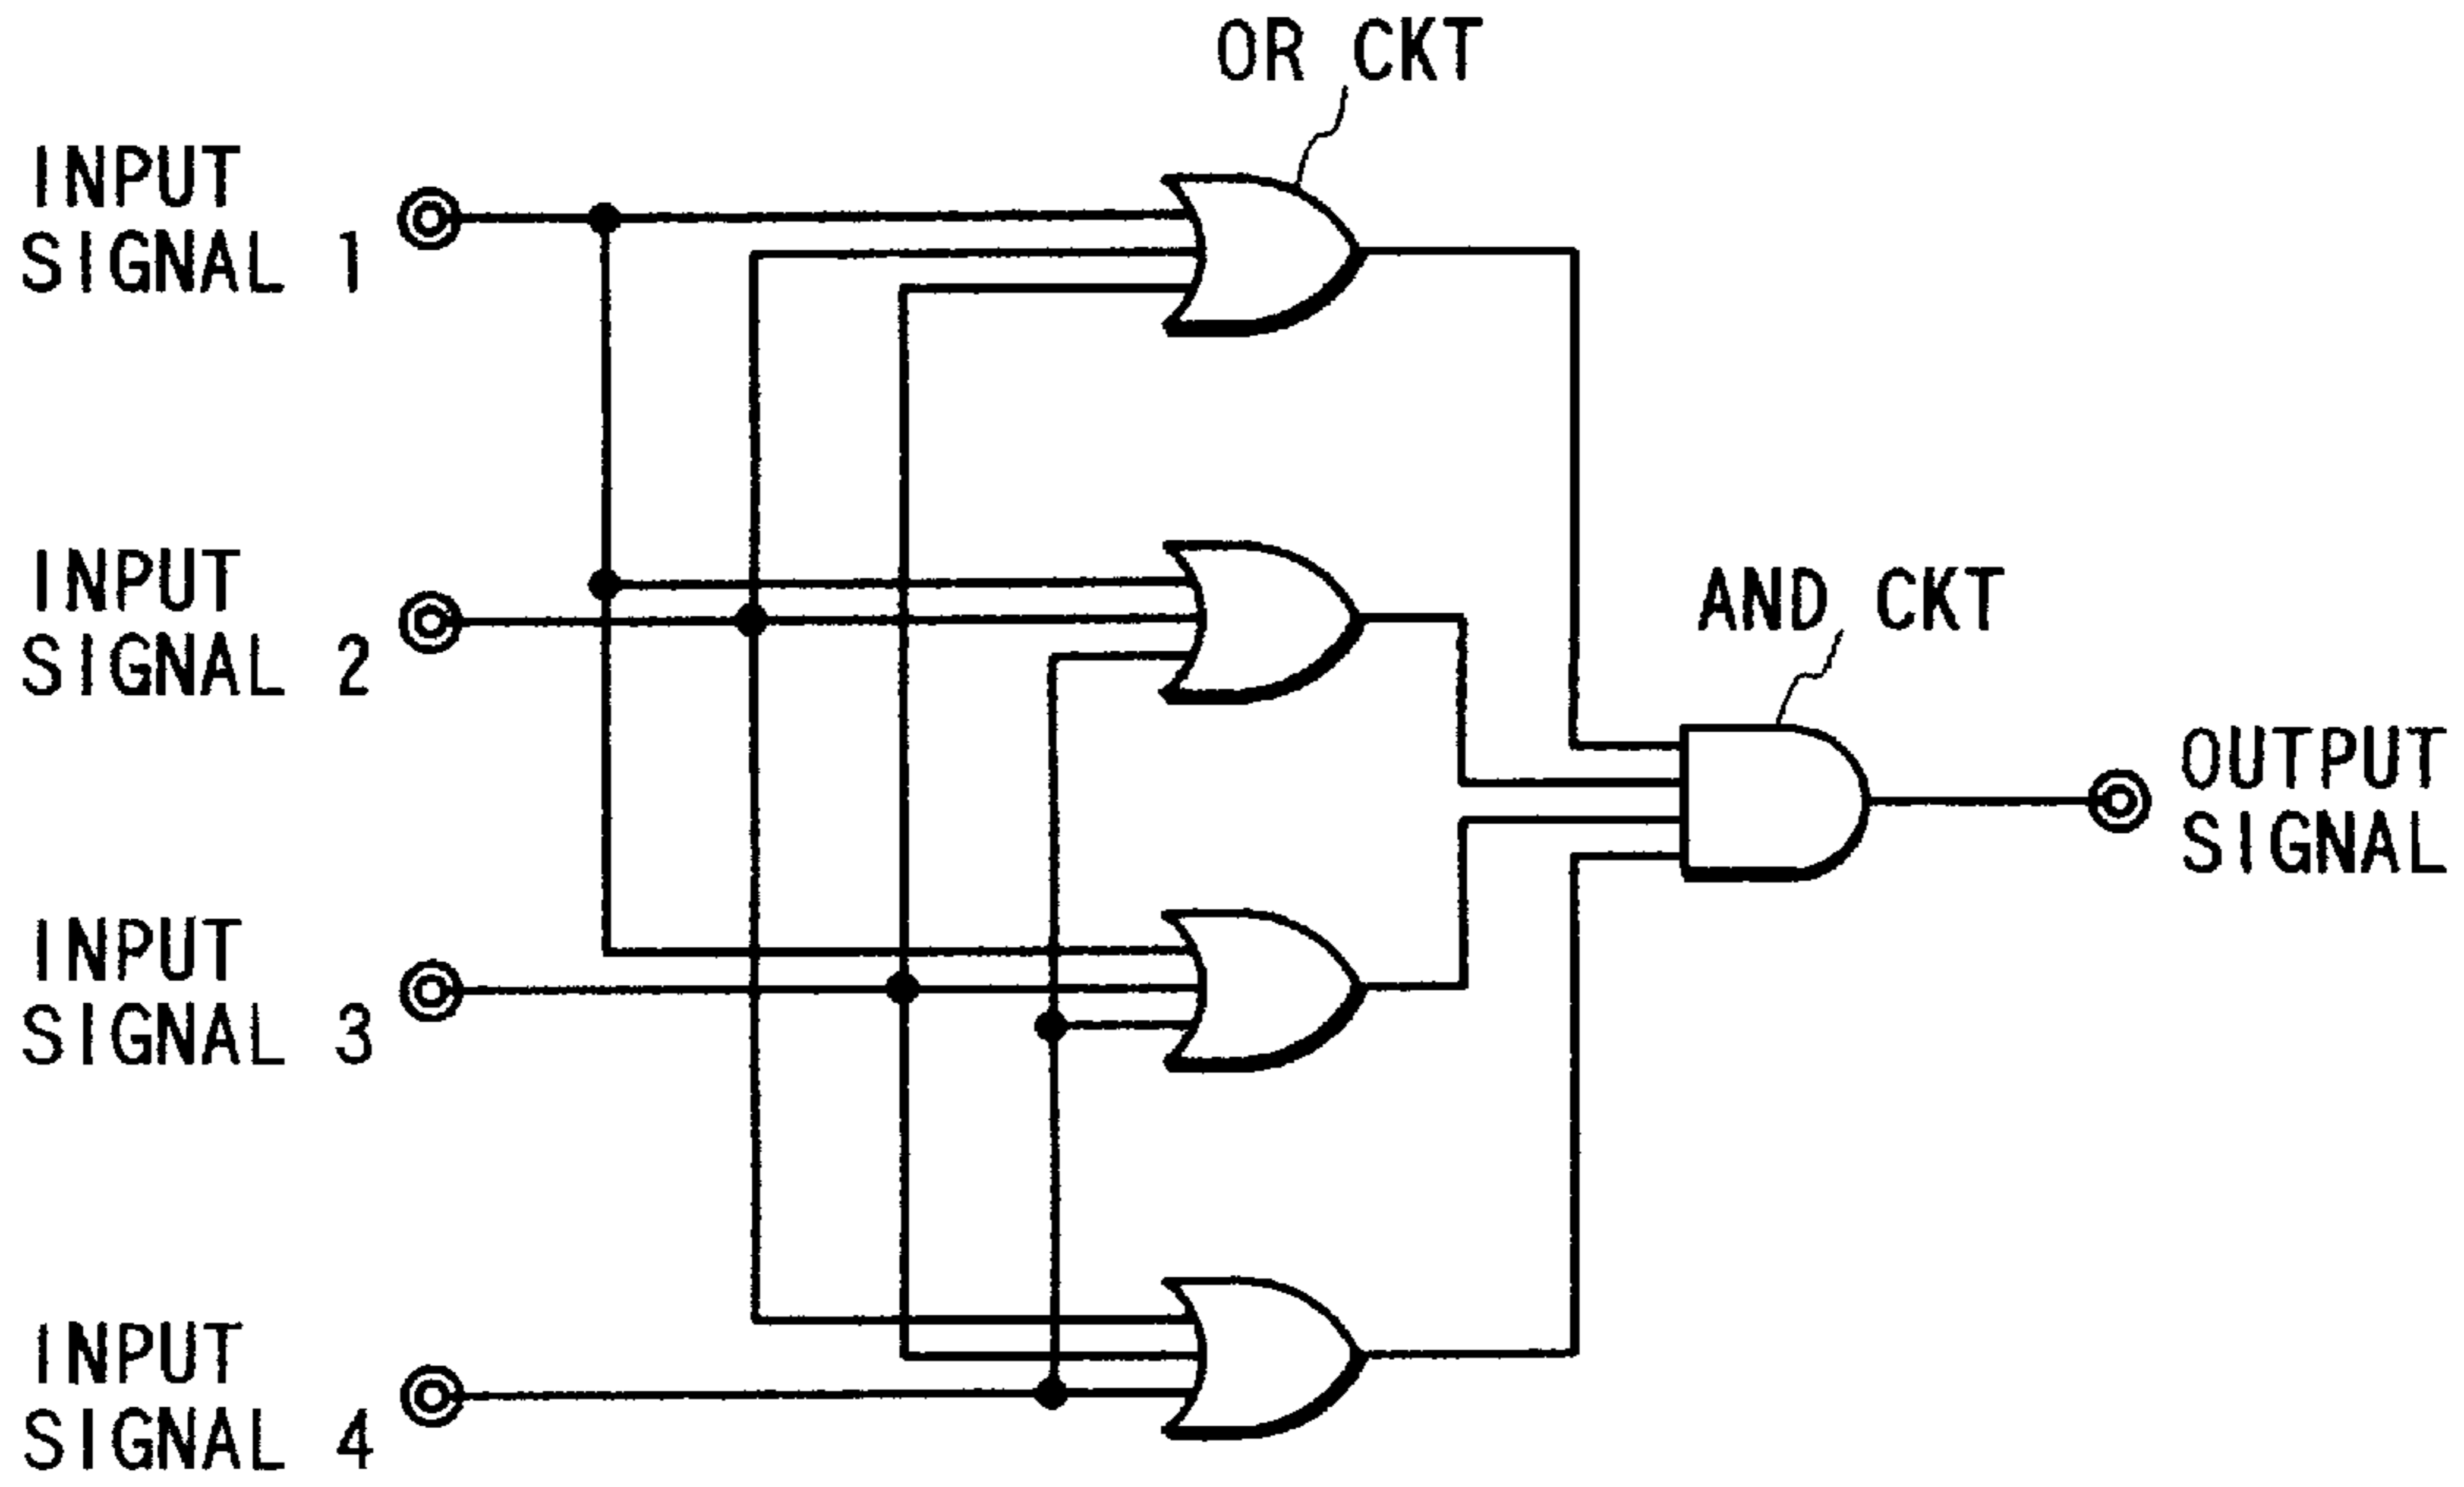 OR CKT
INPUT
SIGNAL 1
INPUT
SIGNAL 2
AND CKT
OUTPUT
SIGNAL
INPUT
SIGNAL 3
INPUT
SIGNAL 4